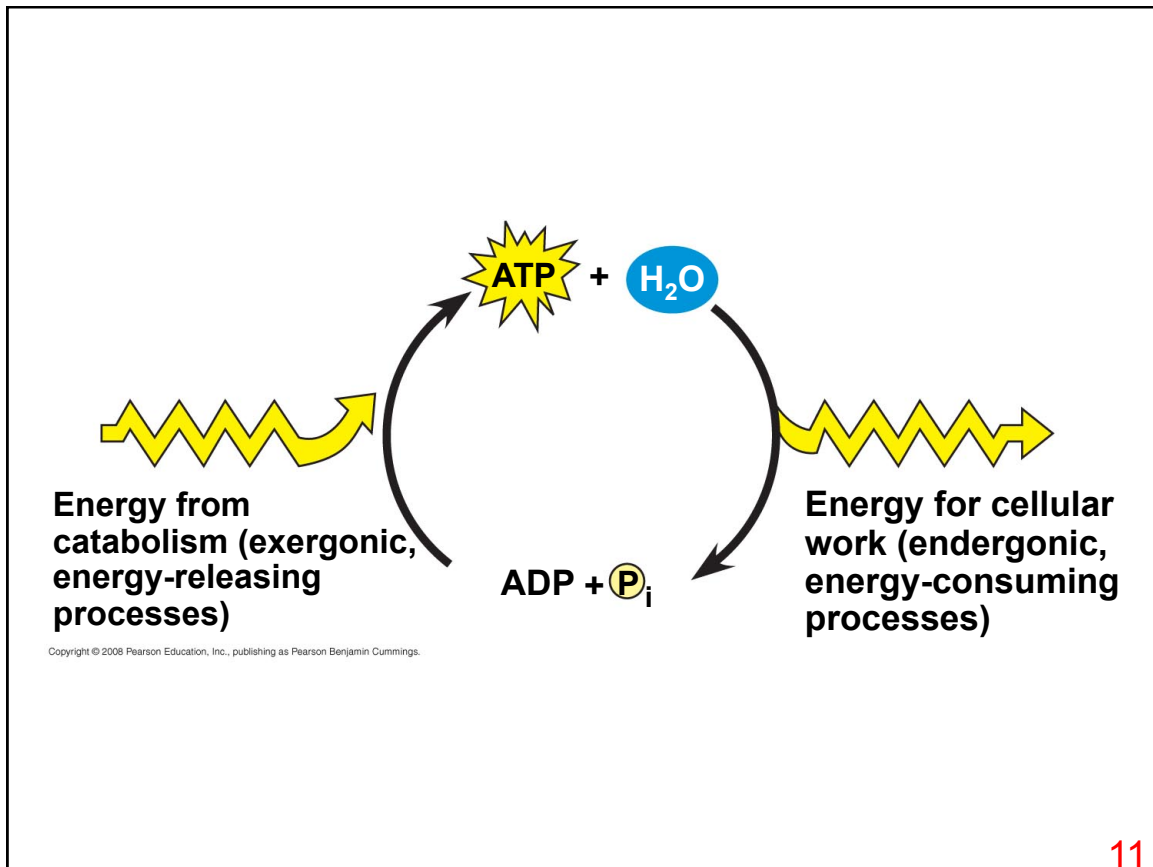 ATP + H₂O
Energy from
catabolism (exergonic,
energy-releasing
processes)
ADP + Pᵢ
Energy for cellular
work (endergonic,
energy-consuming
processes)
Copyright © 2008 Pearson Education, Inc., publishing as Pearson Benjamin Cummings.
11